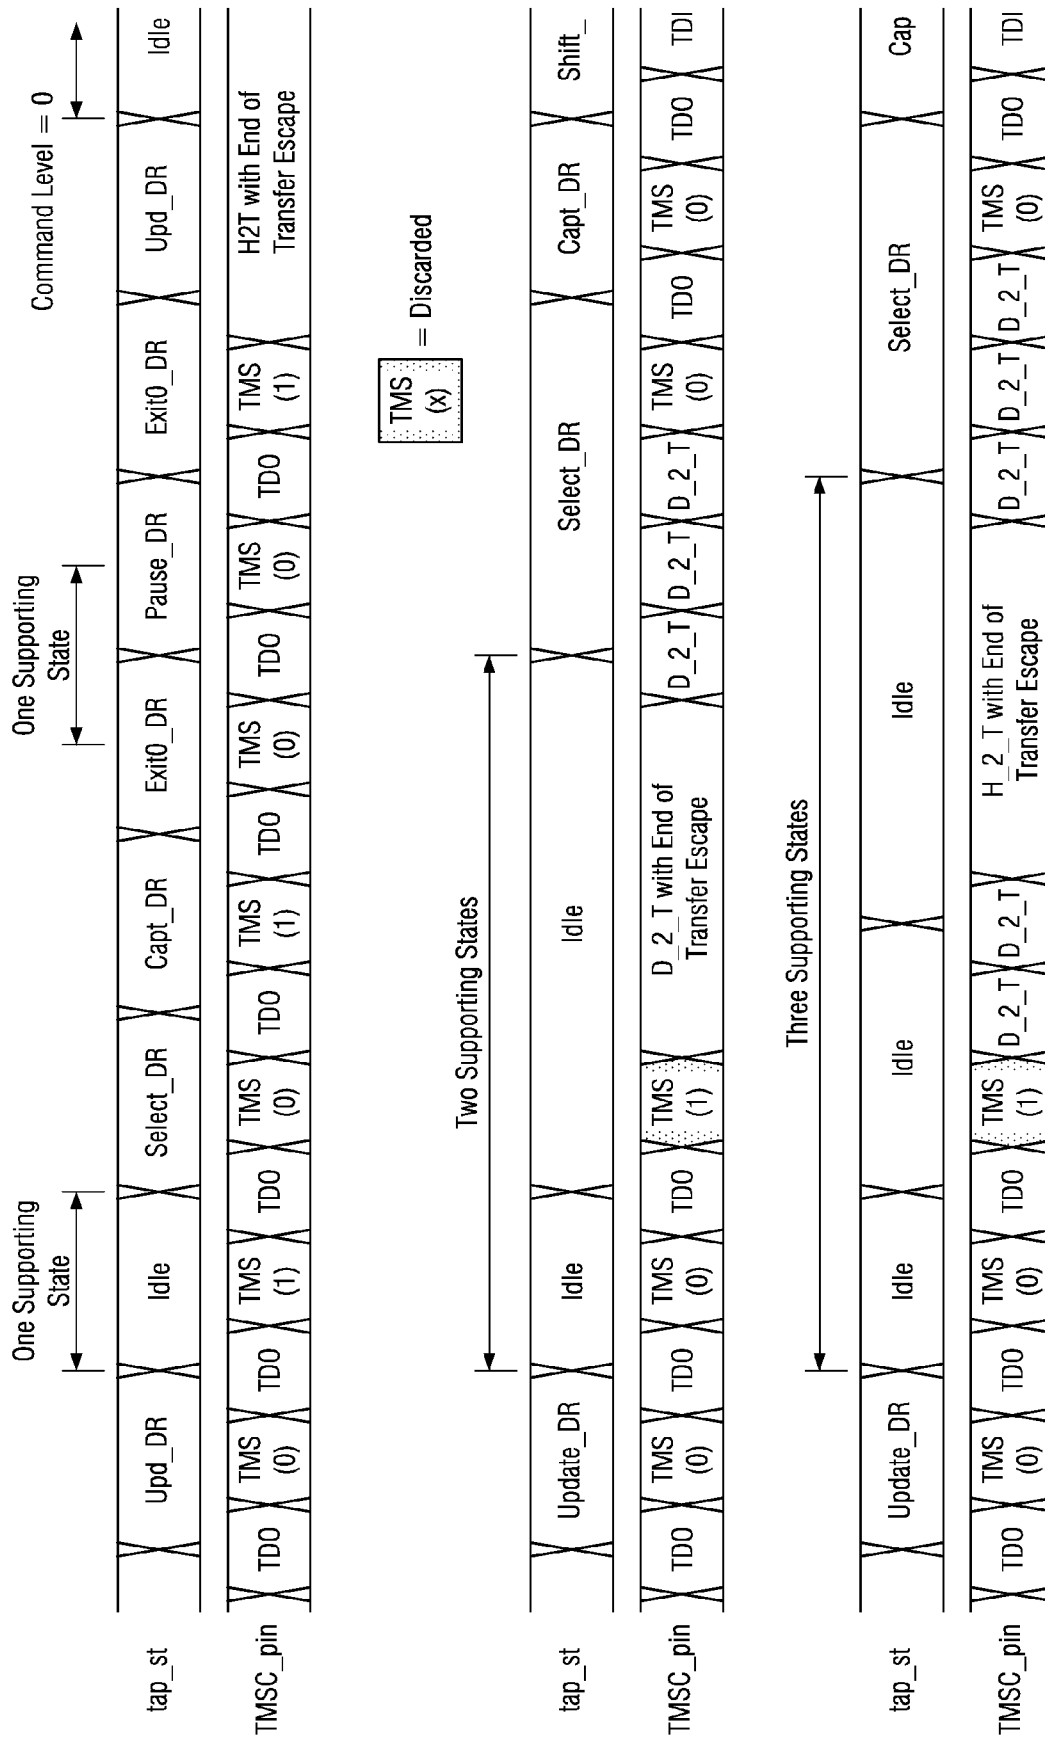 One Supporting One Supporting Command Level = 0
State State
tap_st Upd_DR Idle Select_DR Capt_DR Exit0_DR Pause_DR Exit0_DR Upd_DR Idle
TMS TMS TMS TMS TMS TMS TMS H2T with End of
TMSC_pin TDO TDO TDO TDO TDO TDO TDO
(0) (1) (0) (1) (0) (0) (1) Transfer Escape
TMS
(x)
= Discarded
Two Supporting States
tap_st Update_DR Idle Idle Select_DR Capt_DR Shift_
TMS TMS TMS D_2_T with End of TMS TMS
TMSC_pin TDO TDO TDO D_2_T D_2_T D_2_T TDO TDO TDI
(0) (0) (1) Transfer Escape (0) (0)
Three Supporting States
tap_st Update_DR Idle Idle Idle Select_DR Cap
TMS TMS TMS H_2_T with End of TMS
TMSC_pin TDO TDO TDO D_2_T D_2_T D_2_T D_2_T D_2_T TDO TDI
(0) (0) (1) Transfer Escape (0)